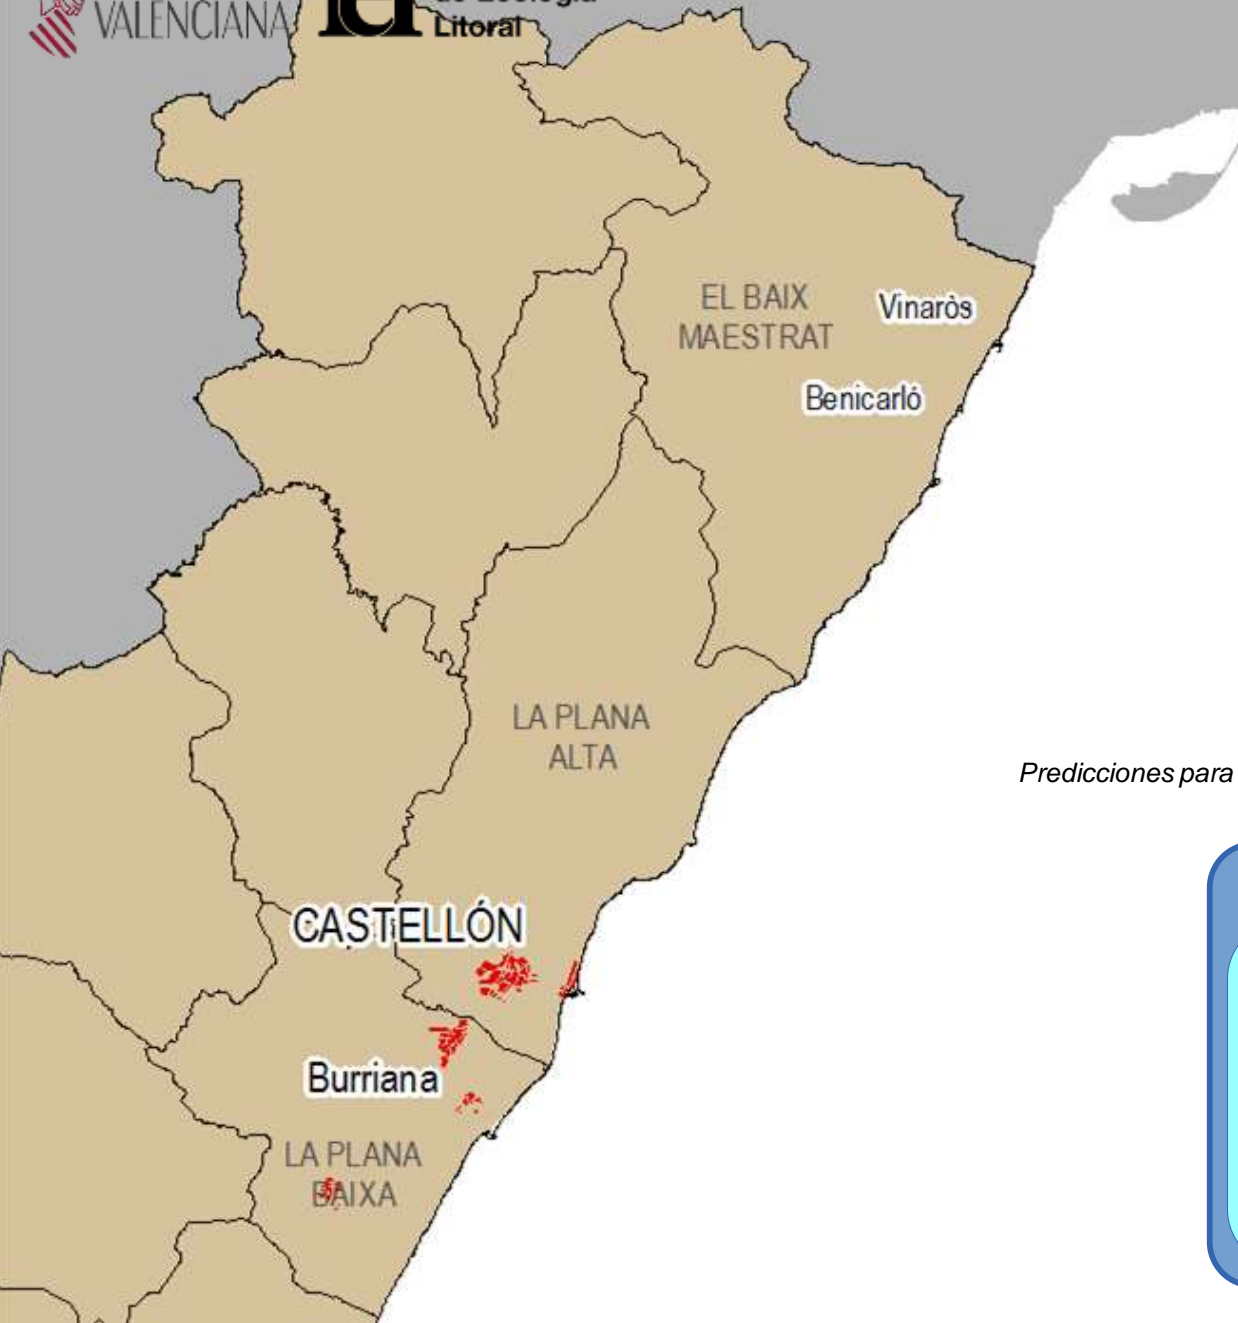 VALENCIANA
Litoral
EL BAIX
MAESTRAT
Vinaròs
Benicarló
LA PLANA
ALTA
Predicciones para
CASTELLÓN
Burriana
LA PLANA
BAIXA